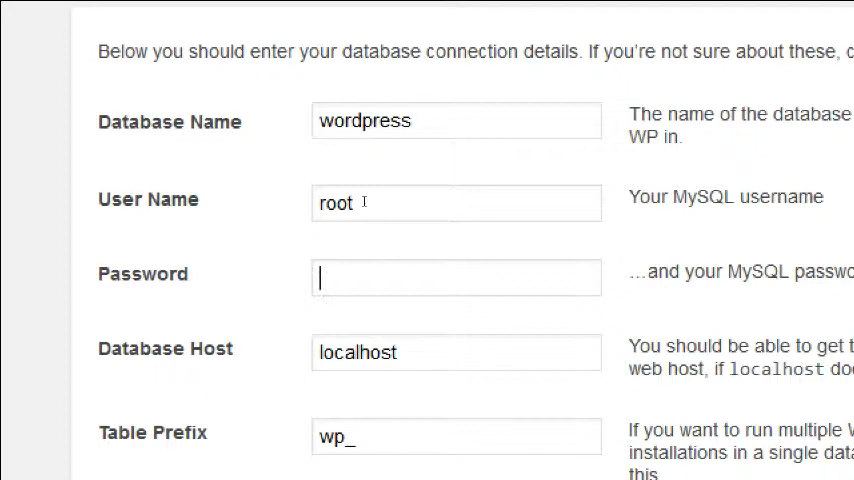 Below you should enter your database connection details. If you're not sure about these, c
Database Name
wordpress
The name of the database
WP in.
User Name
root
Your MySQL username
Password
…and your MySQL passwo
Database Host
localhost
You should be able to get t
web host, if localhost doe
Table Prefix
wp_
If you want to run multiple W
installations in a single data
this.